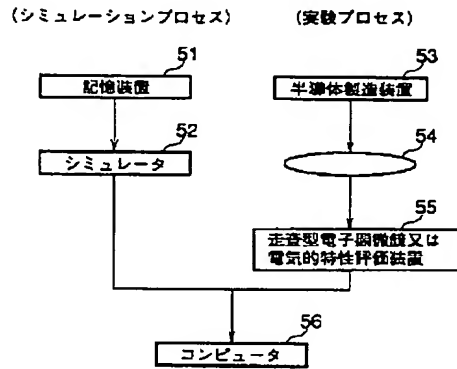 (シミュレーションプロセス)
(実験プロセス)
51
記憶装置
53
半導体製造装置
52
シミュレータ
54
55
走査型電子顕微鏡又は
電気的特性評価装置
56
コンピュータ